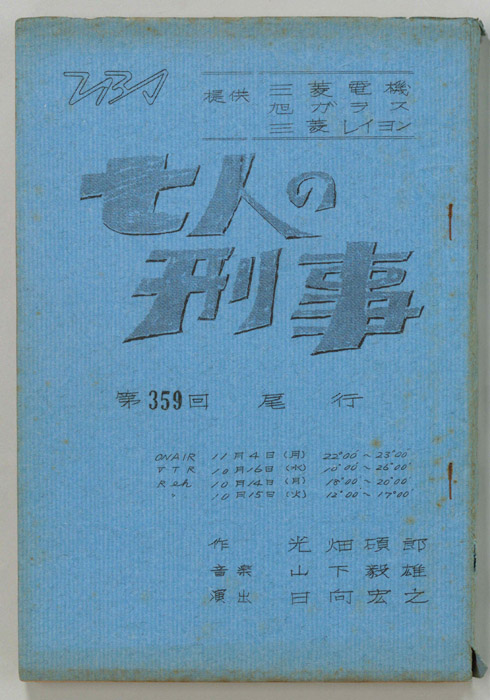 TBS
提供 三菱電機
旭ガラス
三菱レイヨン
七人の
刑事
第359回 尾行
ONAIR 11月4日(月) 22°00'~23°00'
TTR 10月16日(水) 10°00'~26°00'
Reh 10月14日(月) 18°00'~20°00'
〃 10月15日(火) 12°00'~17°00'
作 光畑碩郎
音楽 山下毅雄
演出 日向宏之